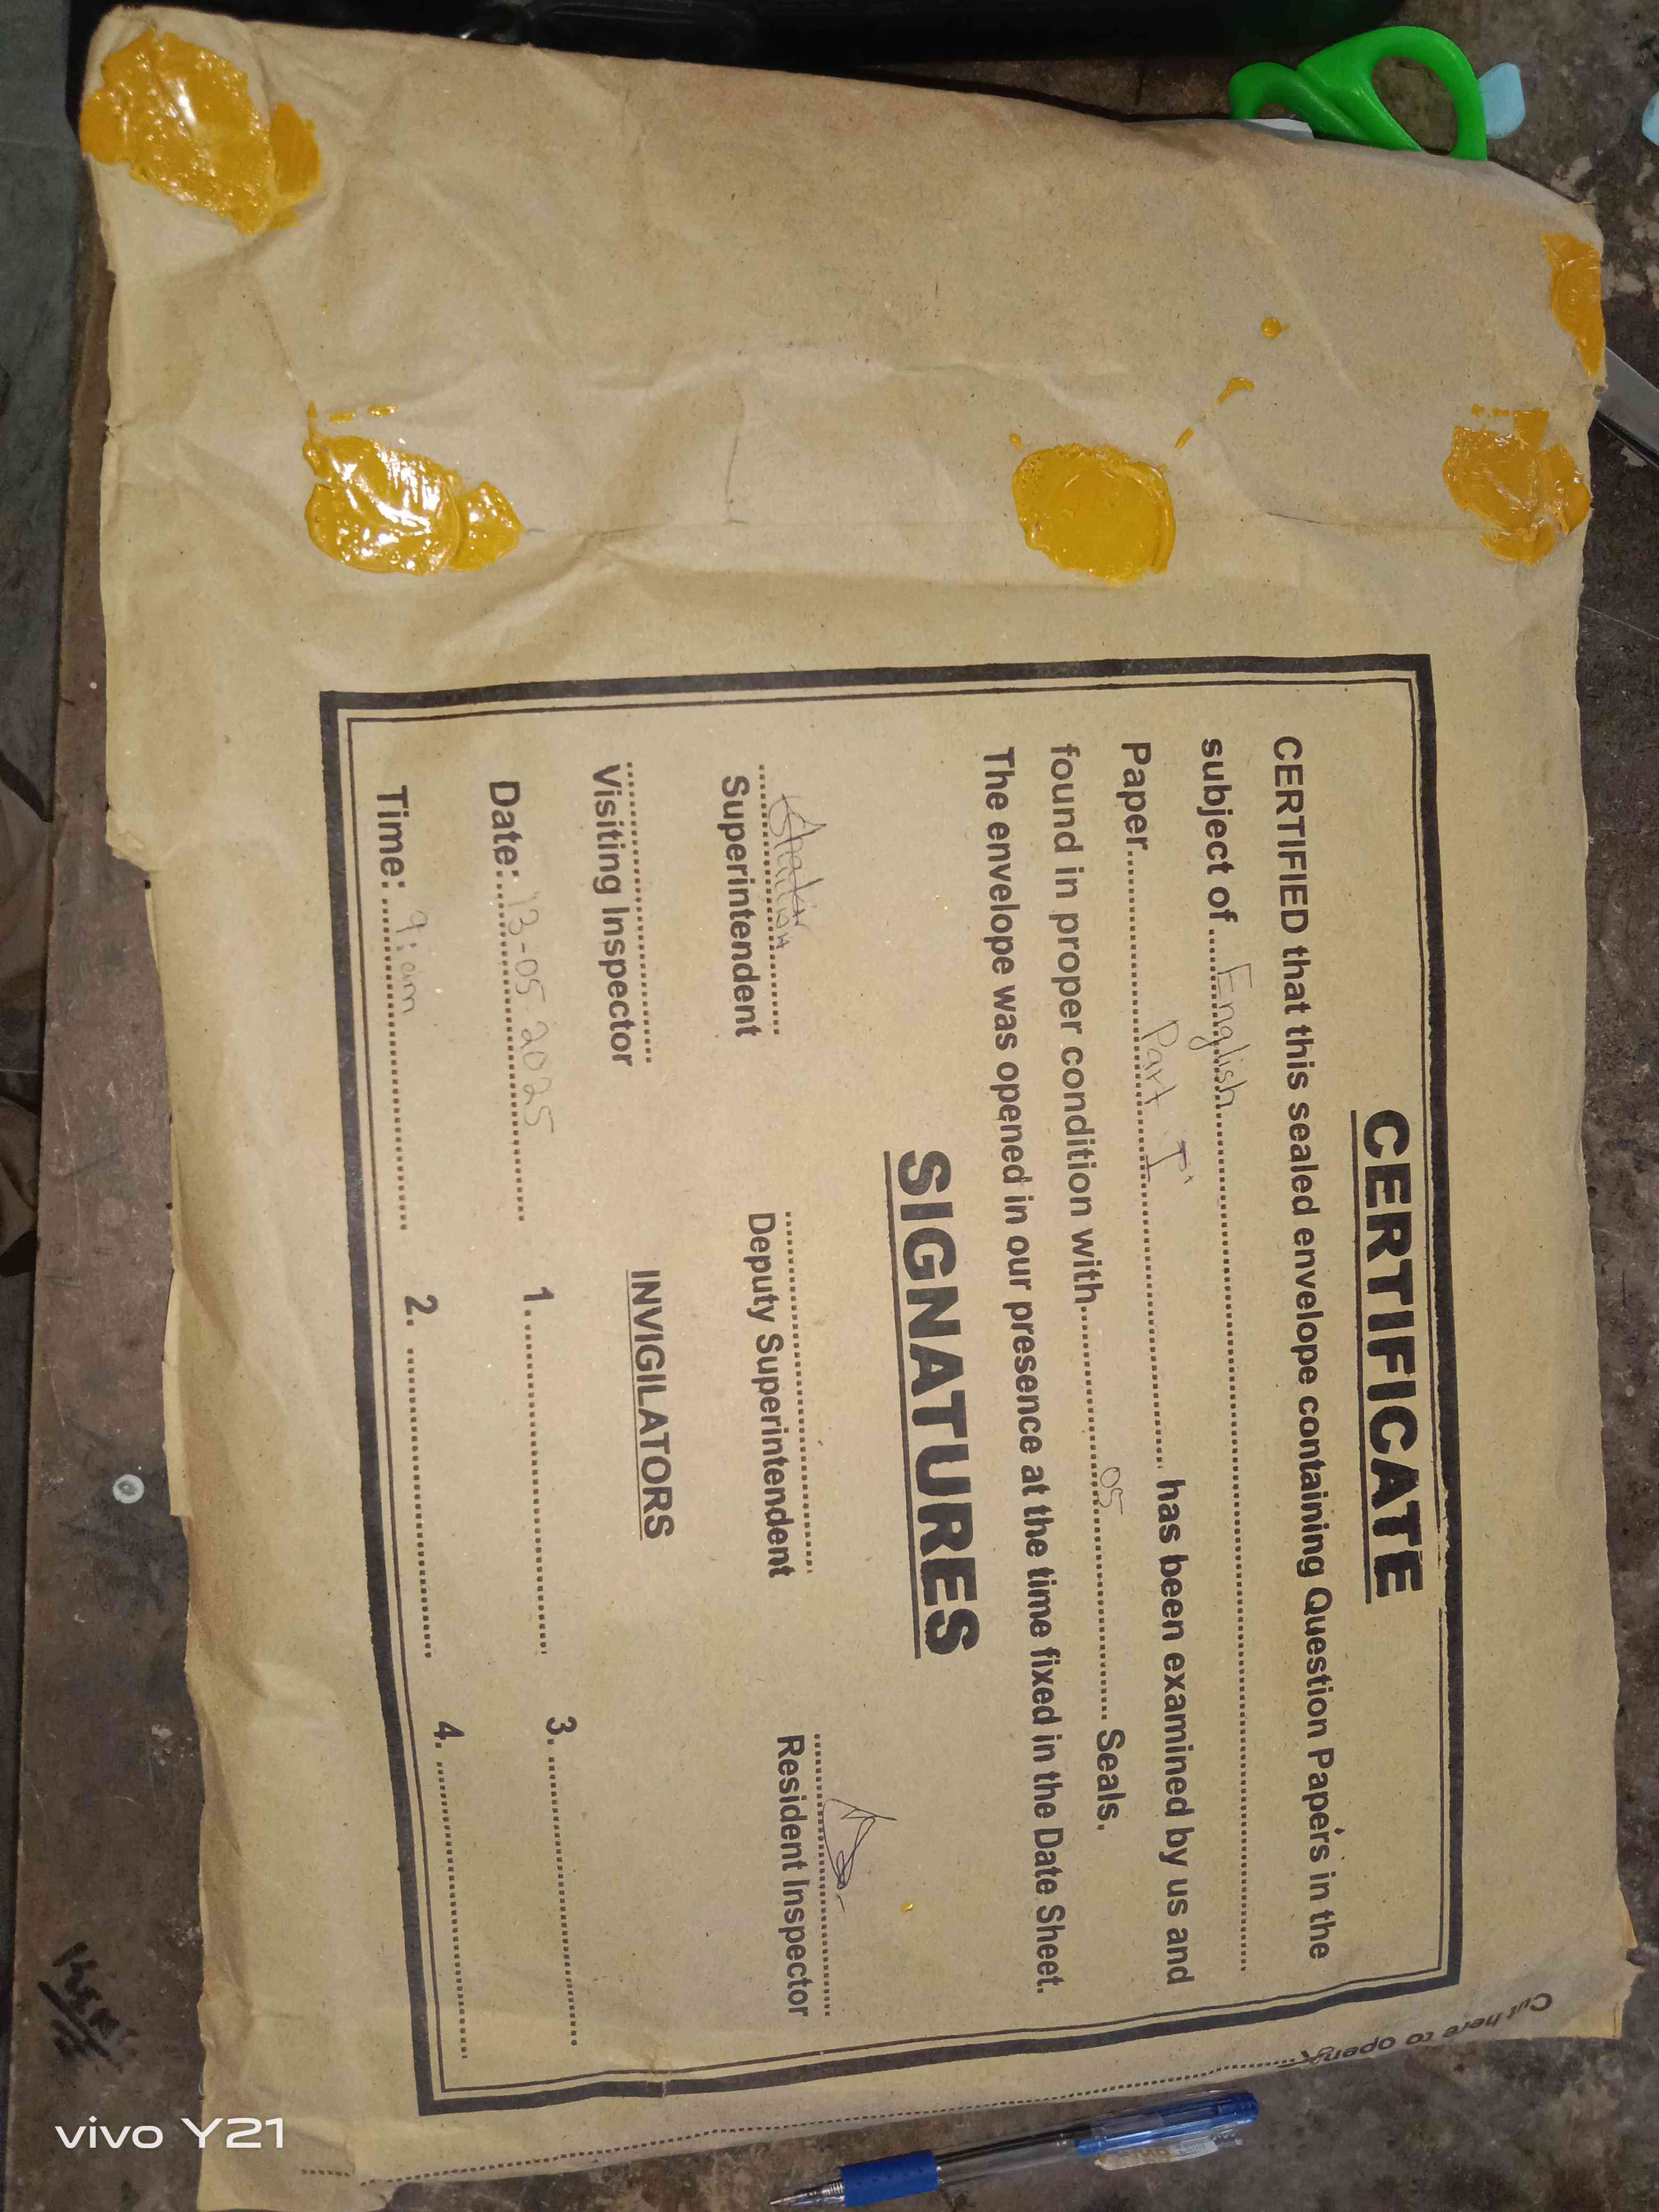 CERTIFICATE
CERTIFIED that this sealed envelope containing Question Papers in the
subject of ..... English .....
Paper ..... Part I ..... has been examined by us and
found in proper condition with ..... 05 ..... Seals.
The envelope was opened in our presence at the time fixed in the Date Sheet.
SIGNATURES
Superintendent Deputy Superintendent Resident Inspector
Visiting Inspector
INVIGILATORS
Date: 13-05-2025 1. ..... 3. .....
Time: 9:am 2. ..... 4. .....
Cut here to open
vivo Y21